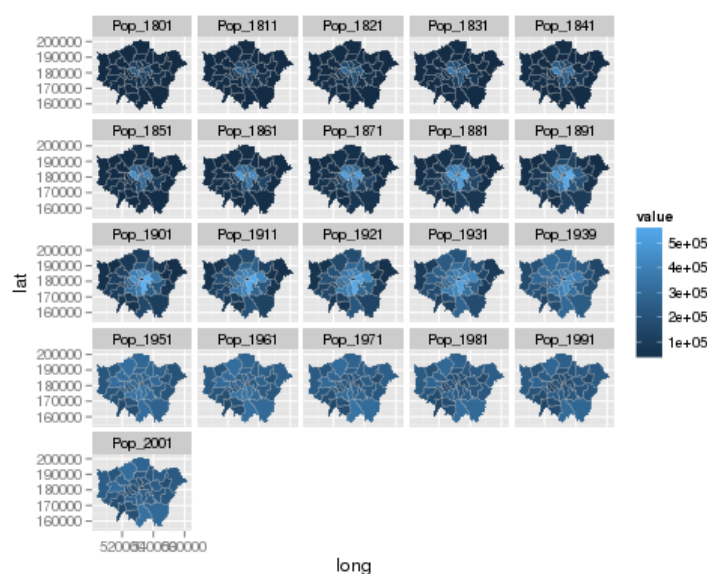 Pop_1801 Pop_1811 Pop_1821 Pop_1831 Pop_1841
200000
190000
180000
170000
160000
Pop_1851 Pop_1861 Pop_1871 Pop_1881 Pop_1891
200000
190000
180000
170000
160000
Pop_1901 Pop_1911 Pop_1921 Pop_1931 Pop_1939
200000
190000
180000
170000
160000
Pop_1951 Pop_1961 Pop_1971 Pop_1981 Pop_1991
200000
190000
180000
170000
160000
Pop_2001
200000
190000
180000
170000
160000
lat
long
value
5e+05
4e+05
3e+05
2e+05
1e+05